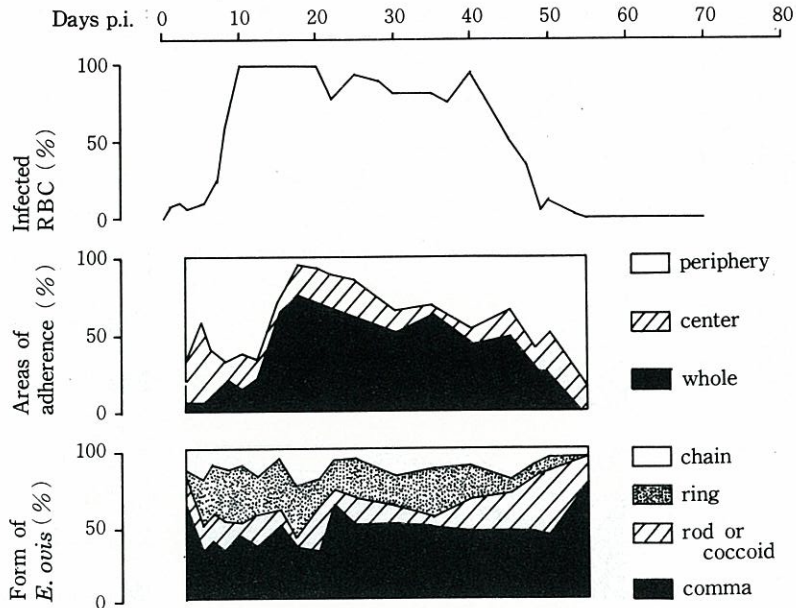 Days p.i. 0 10 20 30 40 50 60 70 80
100
50
0
Infected
RBC (%)
100
50
0
Areas of
adherence (%)
periphery
center
whole
100
50
0
Form of
E. ovis (%)
chain
ring
rod or
coccoid
comma